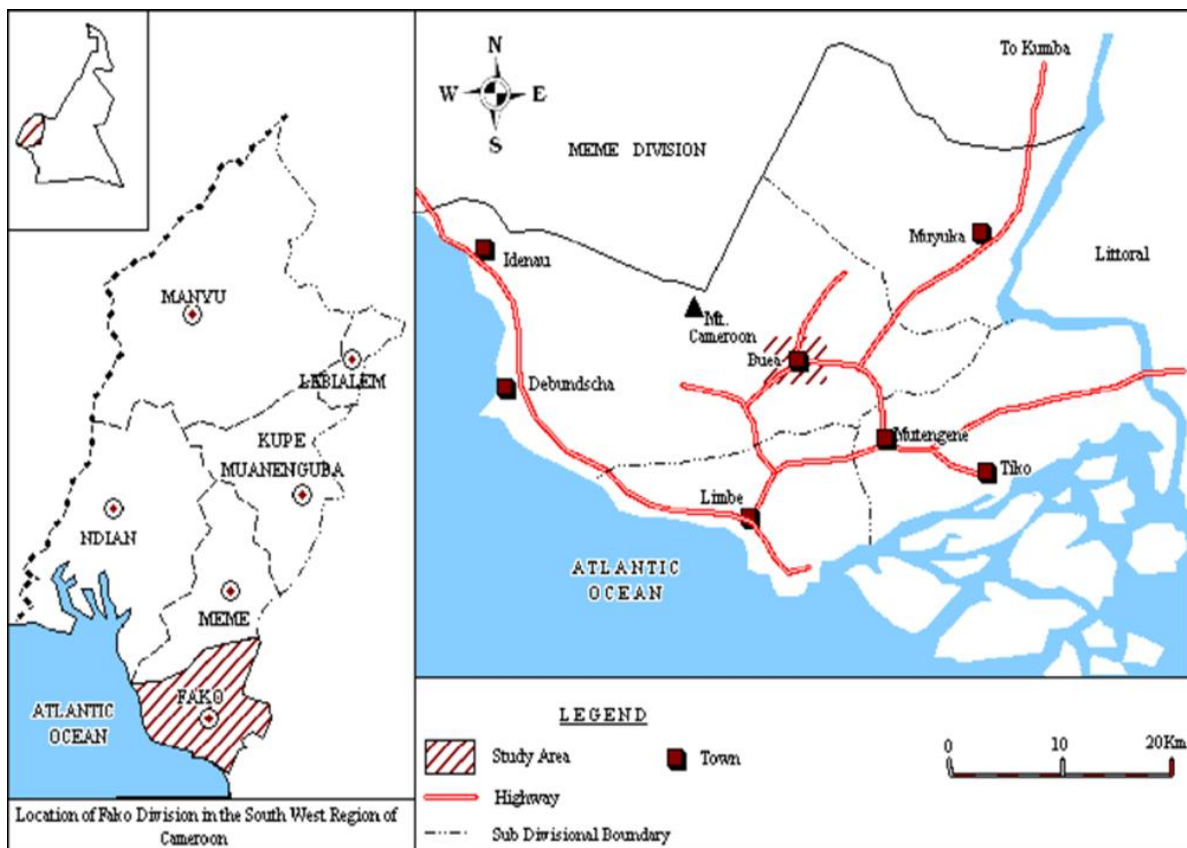 MANYU
LEBIALEM
KUPE
MUANENGUBA
NDIAN
MEME
FAKO
ATLANTIC
OCEAN
Location of Fako Division in the South West Region of
Cameroon
N
W
E
S
To Kumba
MEME DIVISION
Muyuka
Idenau
Littoral
Mt.
Cameroon
Buea
Debundscha
Mutengene
Tiko
Limbe
ATLANTIC
OCEAN
LEGEND
Study Area
Town
Highway
Sub Divisional Boundary
0
10
20Km